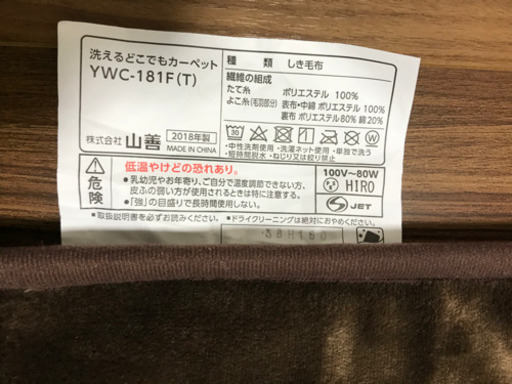 洗えるどこでもカーペット
YWC-181F(T)
株式会社 山善
2018年製
MADE IN CHINA
種 類 しき毛布
繊維の組成
たて糸 ポリエステル 100%
よこ糸(毛羽部分) 表布・中綿 ポリエステル 100%
裏布 ポリエステル80% 綿20%
・中性洗剤使用 ・洗濯ネット使用 ・単独で洗う
・短時間脱水 ・ねじり又は絞り禁止
危険
低温やけどの恐れあり。
・乳幼児やお年寄り、ご自分で温度調節できない方、
皮ふの弱い方が使用されるときは特に注意する。
・「強」の目盛りで長い時間使用しない。
・取扱説明書を必ずお読みください。
・ドライクリーニングは絶対におやめください。
100V~80W
HIRO
JET
38H160